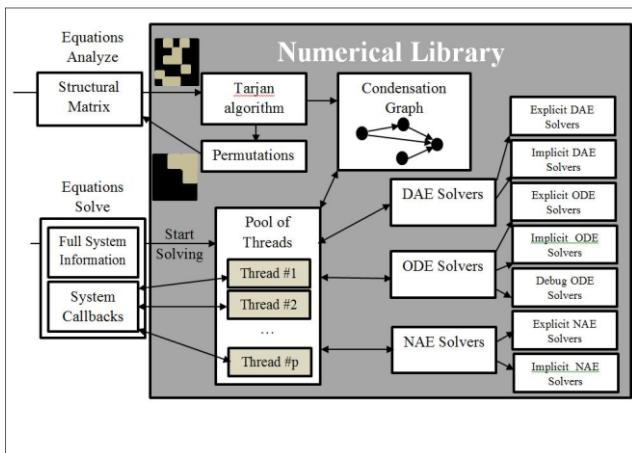 Equations
Analyze
Structural
Matrix
Numerical Library
Tarjan
algorithm
Permutations
Condensation
Graph
Equations
Solve
Full System
Information
System
Callbacks
Start
Solving
Pool of
Threads
Thread #1
Thread #2
...
Thread #p
DAE Solvers
ODE Solvers
NAE Solvers
Explicit DAE
Solvers
Implicit DAE
Solvers
Explicit ODE
Solvers
Implicit ODE
Solvers
Debug ODE
Solvers
Explicit NAE
Solvers
Implicit NAE
Solvers